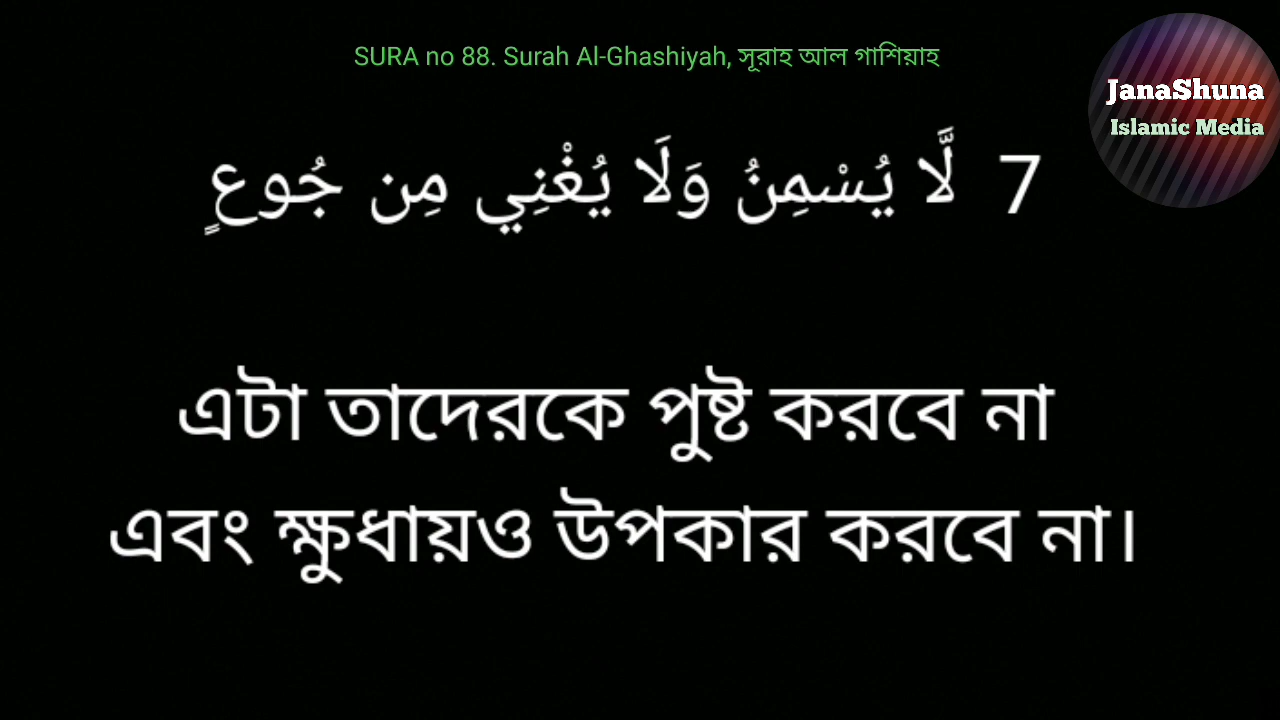 SURA no 88. Surah Al-Ghashiyah, সূরাহ আল গাশিয়াহ
JanaShuna
Islamic Media
7 لَّا يُسْمِنُ وَلَا يُغْنِي مِن جُوعٍ
এটা তাদেরকে পুষ্ট করবে না
এবং ক্ষুধায়ও উপকার করবে না।